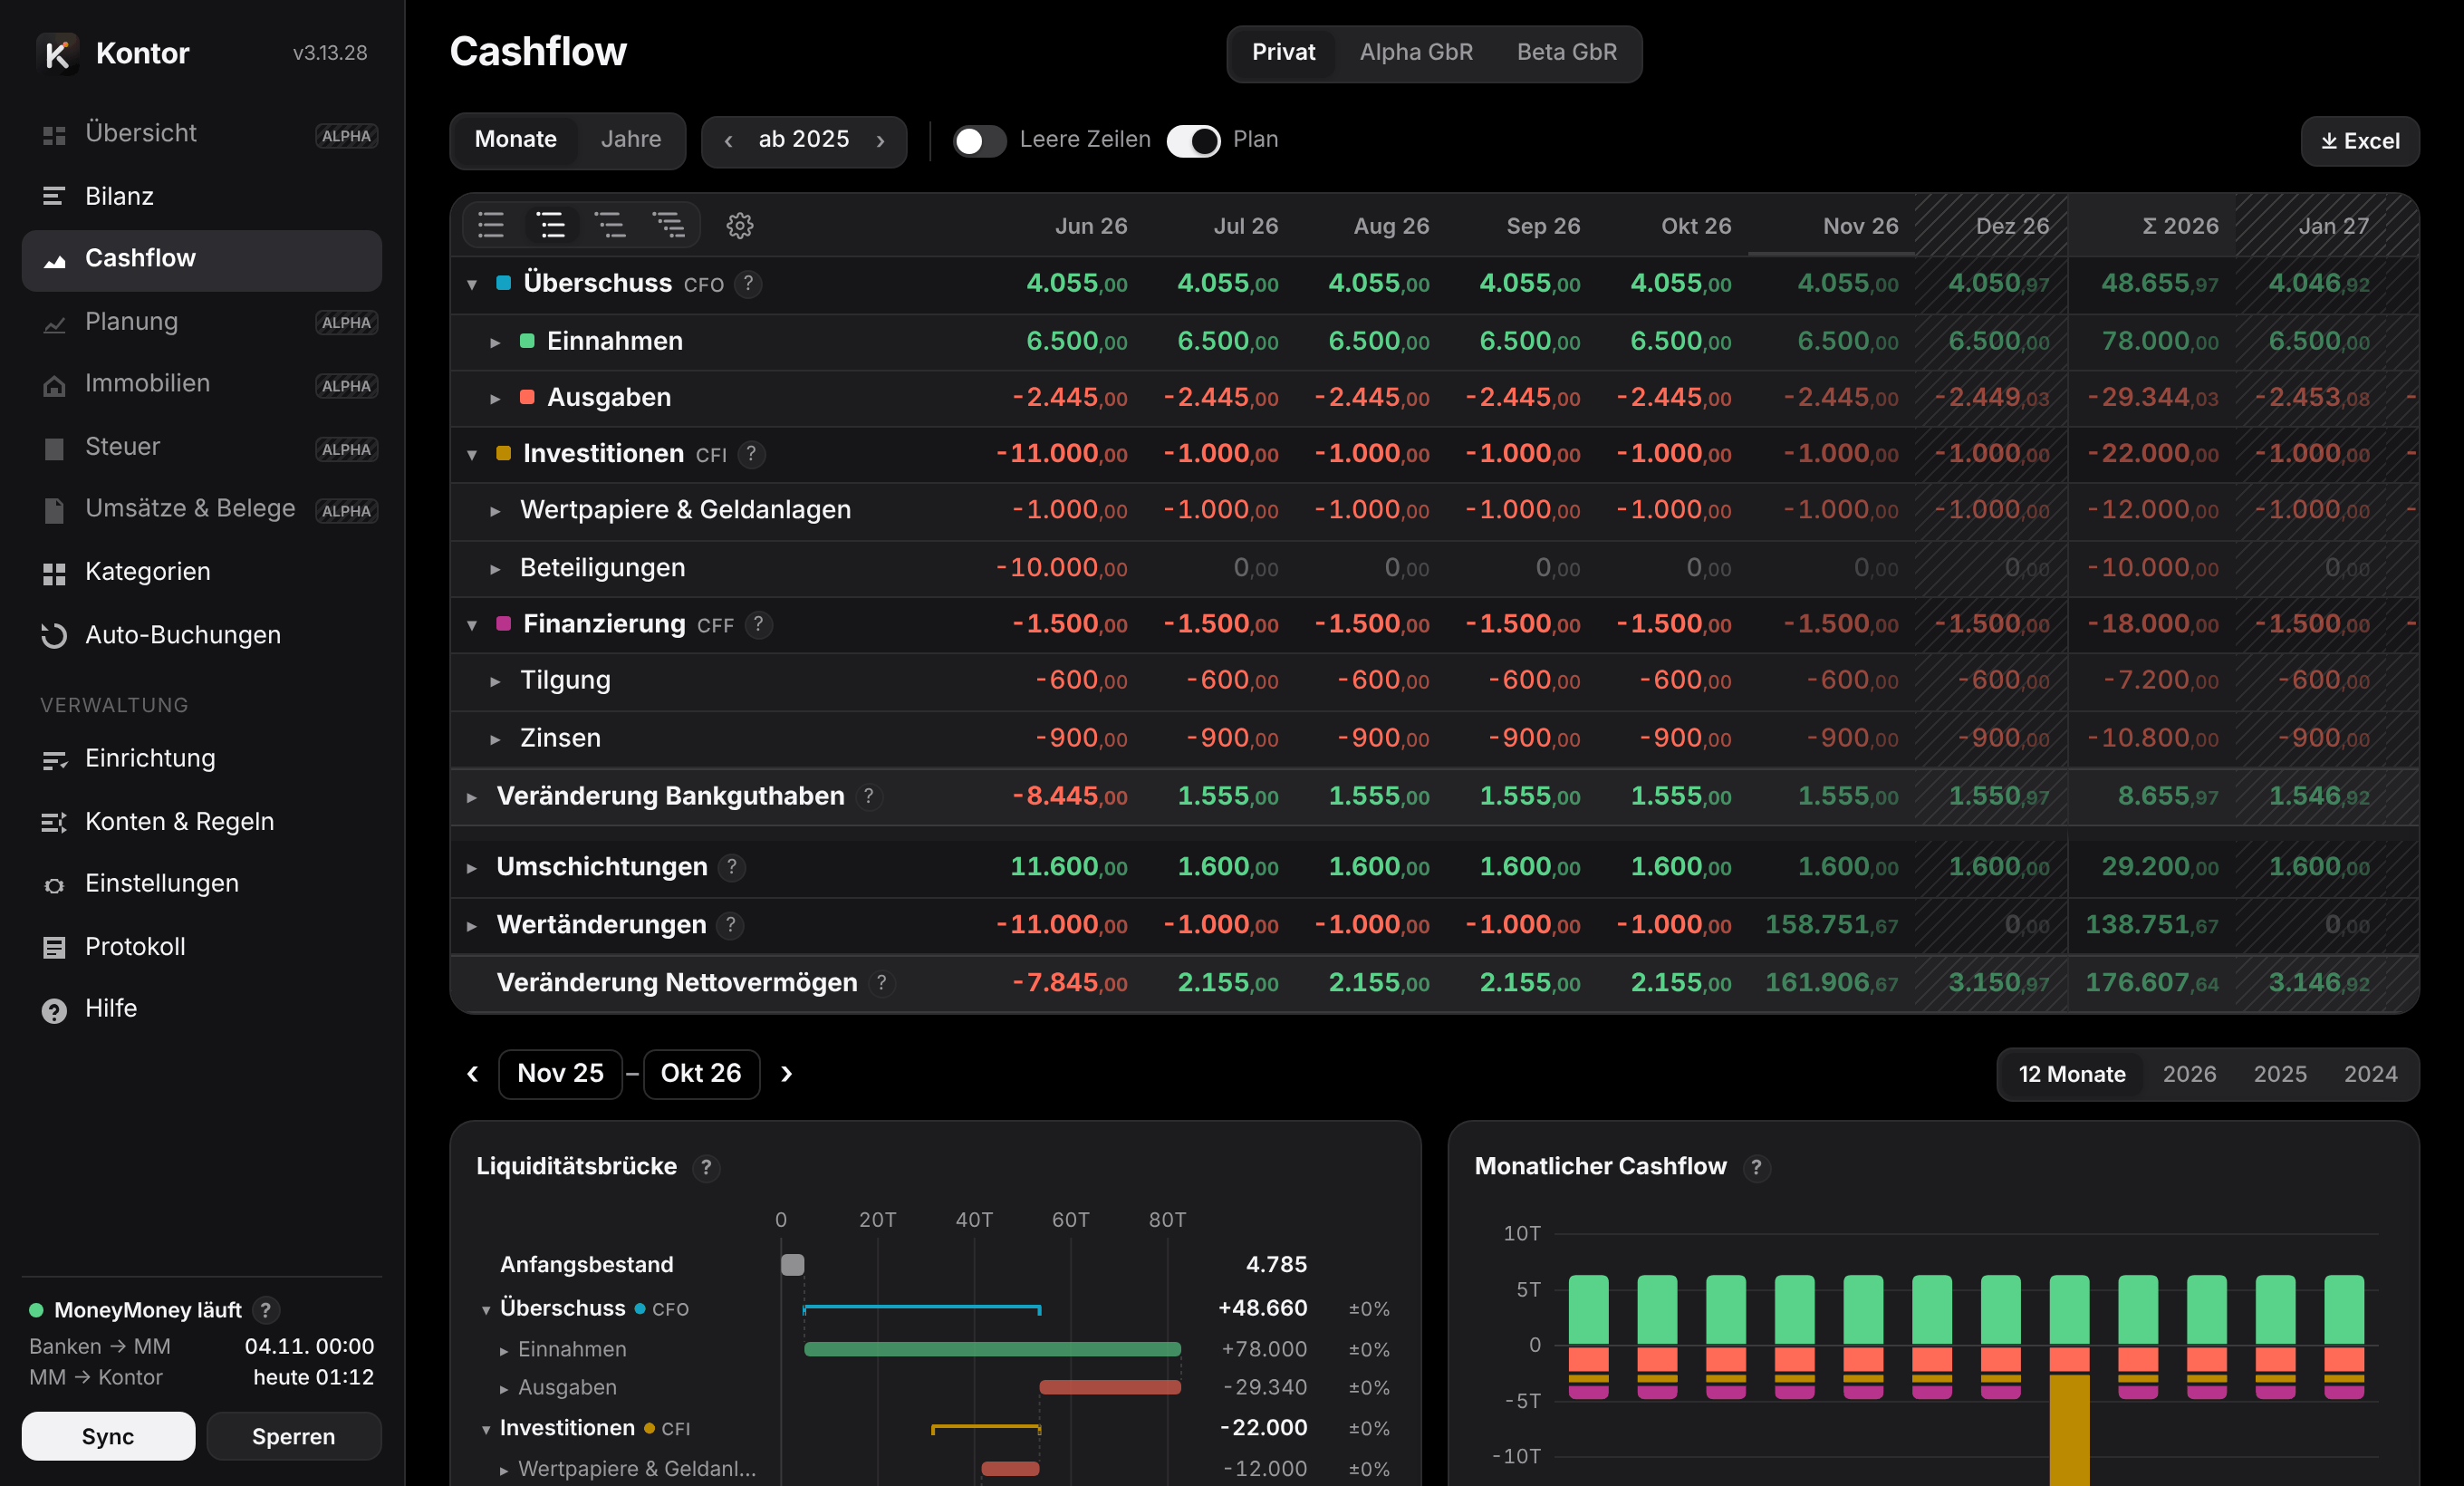 Kontor v3.13.28
Übersicht ALPHA
Bilanz
Cashflow
Planung ALPHA
Immobilien ALPHA
Steuer ALPHA
Umsätze & Belege ALPHA
Kategorien
Auto-Buchungen
VERWALTUNG
Einrichtung
Konten & Regeln
Einstellungen
Protokoll
Hilfe
MoneyMoney läuft ?
Banken → MM 04.11. 00:00
MM → Kontor heute 01:12
Sync Sperren
Cashflow
Privat Alpha GbR Beta GbR
Monate Jahre ‹ ab 2025 › Leere Zeilen Plan Excel
Jun 26 Jul 26 Aug 26 Sep 26 Okt 26 Nov 26 Dez 26 Σ 2026 Jan 27
Überschuss CFO ? 4.055,00 4.055,00 4.055,00 4.055,00 4.055,00 4.055,00 4.050,97 48.655,97 4.046,92
Einnahmen 6.500,00 6.500,00 6.500,00 6.500,00 6.500,00 6.500,00 6.500,00 78.000,00 6.500,00
Ausgaben -2.445,00 -2.445,00 -2.445,00 -2.445,00 -2.445,00 -2.445,00 -2.449,03 -29.344,03 -2.453,08 -
Investitionen CFI ? -11.000,00 -1.000,00 -1.000,00 -1.000,00 -1.000,00 -1.000,00 -1.000,00 -22.000,00 -1.000,00 -
Wertpapiere & Geldanlagen -1.000,00 -1.000,00 -1.000,00 -1.000,00 -1.000,00 -1.000,00 -1.000,00 -12.000,00 -1.000,00 -
Beteiligungen -10.000,00 0,00 0,00 0,00 0,00 0,00 0,00 -10.000,00 0,00
Finanzierung CFF ? -1.500,00 -1.500,00 -1.500,00 -1.500,00 -1.500,00 -1.500,00 -1.500,00 -18.000,00 -1.500,00 -
Tilgung -600,00 -600,00 -600,00 -600,00 -600,00 -600,00 -600,00 -7.200,00 -600,00
Zinsen -900,00 -900,00 -900,00 -900,00 -900,00 -900,00 -900,00 -10.800,00 -900,00
Veränderung Bankguthaben ? -8.445,00 1.555,00 1.555,00 1.555,00 1.555,00 1.555,00 1.550,97 8.655,97 1.546,92
Umschichtungen ? 11.600,00 1.600,00 1.600,00 1.600,00 1.600,00 1.600,00 1.600,00 29.200,00 1.600,00
Wertänderungen ? -11.000,00 -1.000,00 -1.000,00 -1.000,00 -1.000,00 158.751,67 0,00 138.751,67 0,00
Veränderung Nettovermögen ? -7.845,00 2.155,00 2.155,00 2.155,00 2.155,00 161.906,67 3.150,97 176.607,64 3.146,92
‹ Nov 25 – Okt 26 › 12 Monate 2026 2025 2024
Liquiditätsbrücke ?
0 20T 40T 60T 80T
Anfangsbestand 4.785
Überschuss CFO +48.660 ±0%
Einnahmen +78.000 ±0%
Ausgaben -29.340 ±0%
Investitionen CFI -22.000 ±0%
Wertpapiere & Geldanl... -12.000 ±0%
Monatlicher Cashflow ?
10T
5T
0
-5T
-10T